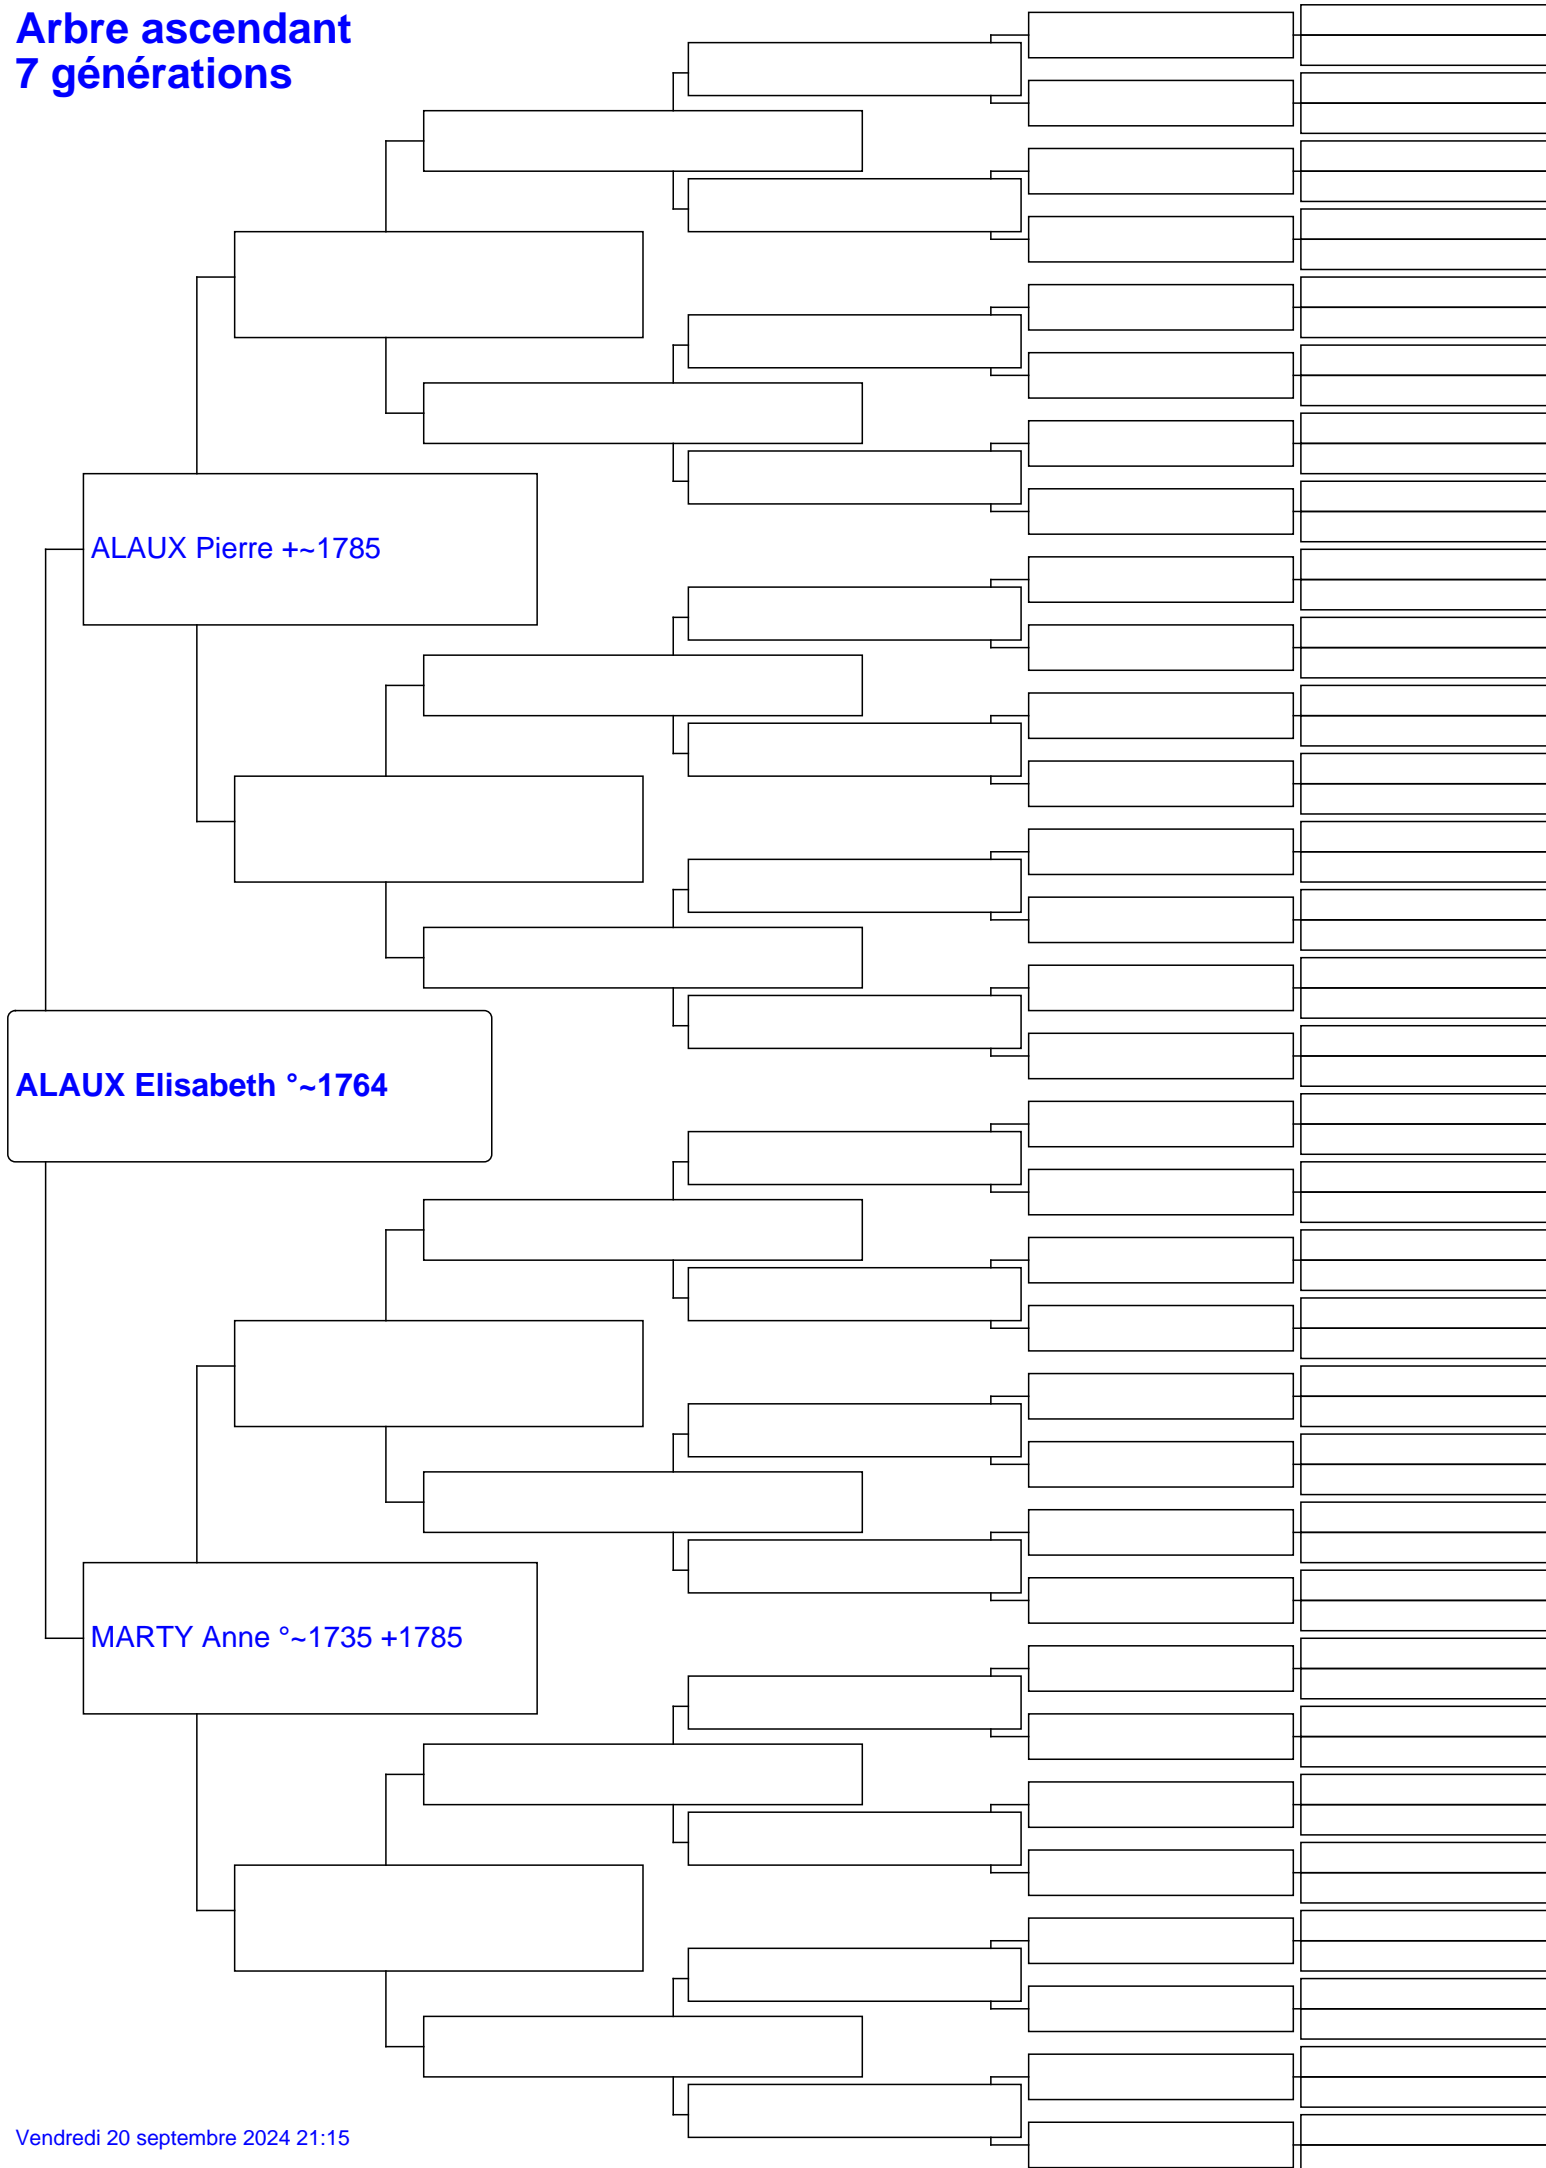 Arbre ascendant
7 générations
ALAUX Pierre +~1785
ALAUX Elisabeth °~1764
MARTY Anne °~1735 +1785
Vendredi 20 septembre 2024 21:15